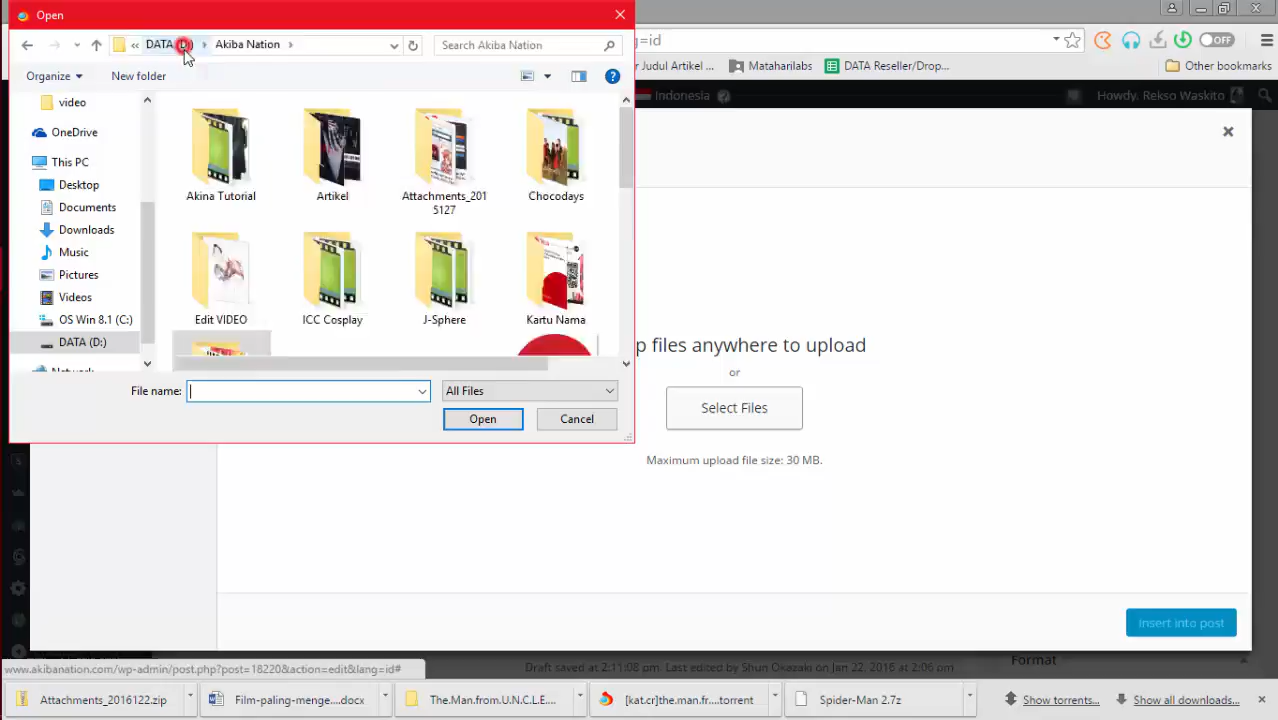 Open
« DATA (D:) › Akiba Nation ›
Search Akiba Nation
Organize
New folder
=id
r Judul Artikel ...
Mataharilabs
DATA Reseller/Drop...
Other bookmarks
OFF
Indonesia
Howdy, Rekso Waskito
video
OneDrive
This PC
Desktop
Documents
Downloads
Music
Pictures
Videos
OS Win 8.1 (C:)
DATA (D:)
Network
Akina Tutorial
Artikel
Attachments_201
5127
Chocodays
Edit VIDEO
ICC Cosplay
J-Sphere
Kartu Nama
File name:
All Files
Open
Cancel
p files anywhere to upload
or
Select Files
Maximum upload file size: 30 MB.
Insert into post
www.akibanation.com/wp-admin/post.php?post=18220&action=edit&lang=id#
Draft saved at 2:11:08 pm. Last edited by Shun Okazaki on Jan 22, 2016 at 2:06 pm
Format
Attachments_2016122.zip
Film-paling-menge....docx
The.Man.from.U.N.C.L.E....
[kat.cr]the.man.fr....torrent
Spider-Man 2.7z
Show torrents...
Show all downloads...